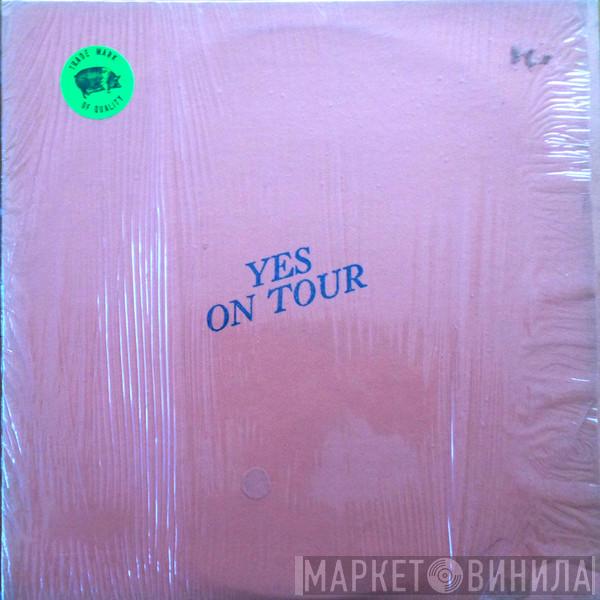 TRADE MARK
OF QUALITY
YES
ON TOUR
МАРКЕТ ВИНИЛА